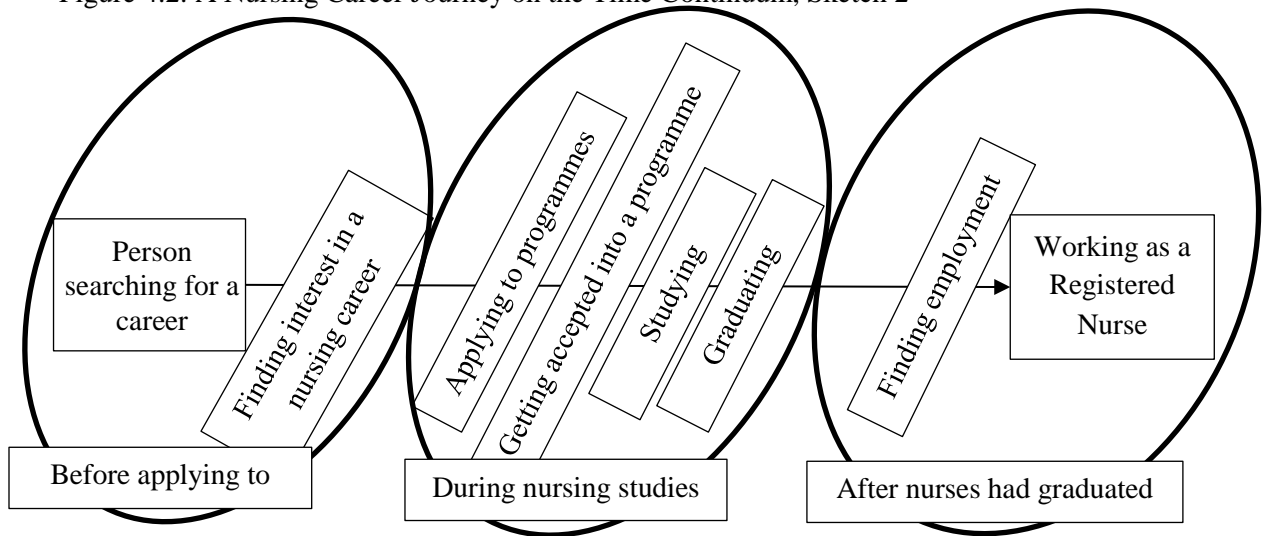 Figure 4.2: A Nursing Career Journey on the Time Continuum, Sketch 2
Person
searching for a
career
Finding interest in a
nursing career
Before applying to
Applying to programmes
Getting accepted into a programme
Studying
Graduating
During nursing studies
Finding employment
Working as a
Registered
Nurse
After nurses had graduated